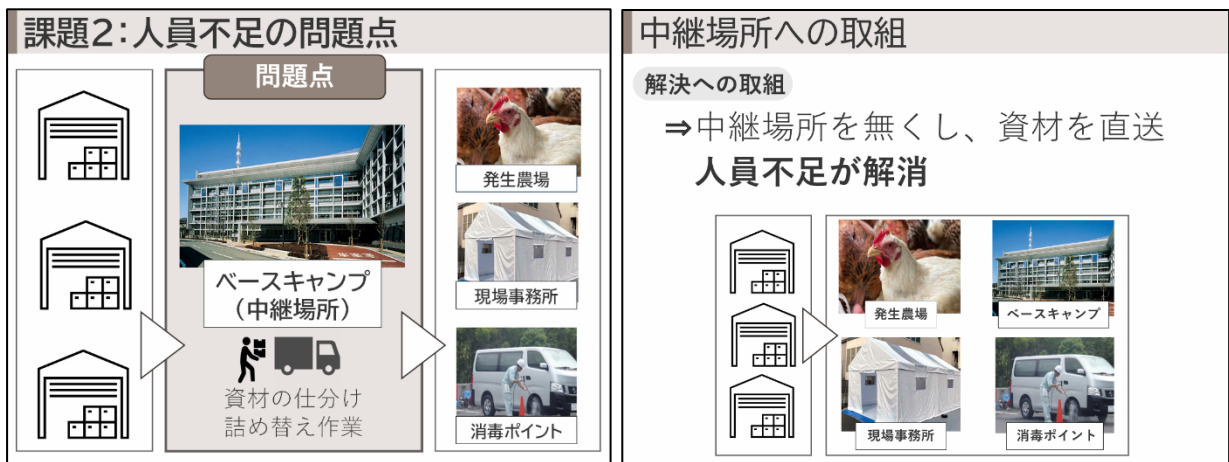 課題2：人員不足の問題点
問題点
ベースキャンプ
（中継場所）
資材の仕分け
詰め替え作業
発生農場
現場事務所
消毒ポイント
中継場所への取組
解決への取組
⇒中継場所を無くし、資材を直送
人員不足が解消
発生農場
ベースキャンプ
現場事務所
消毒ポイント